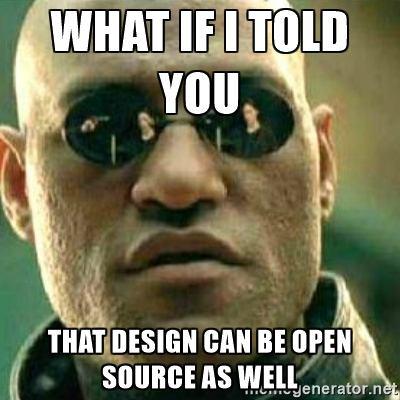 WHAT IF I TOLD
YOU
THAT DESIGN CAN BE OPEN
SOURCE AS WELL
memegenerator.net